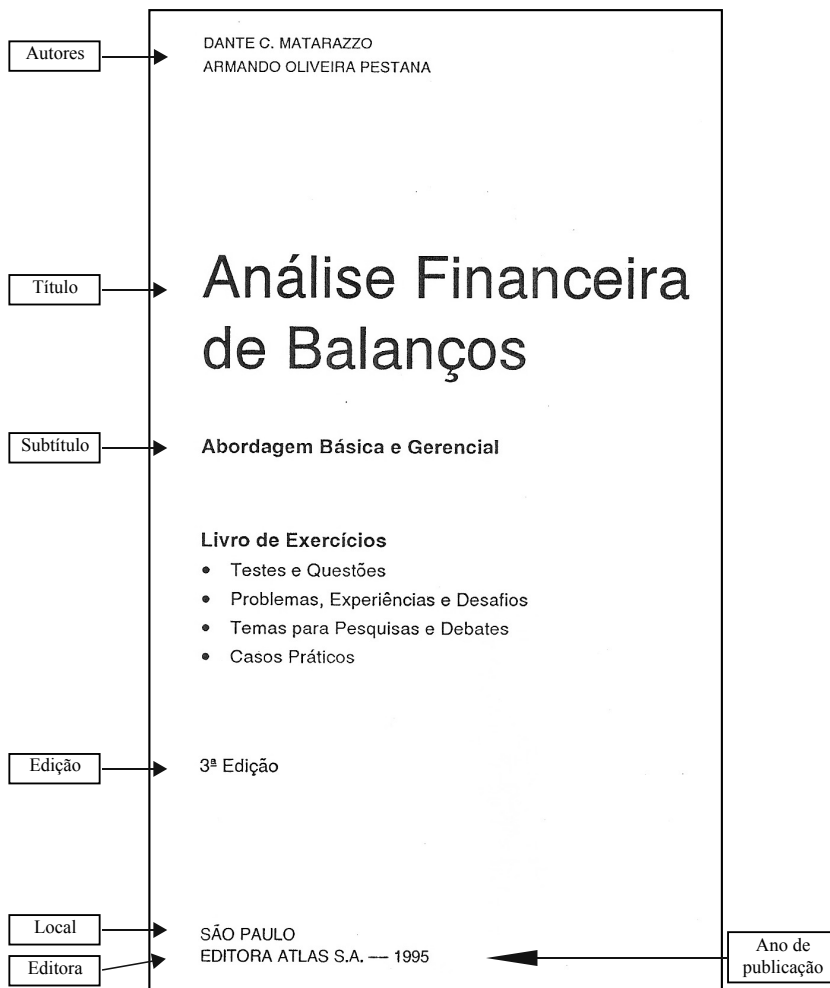 Autores
DANTE C. MATARAZZO
ARMANDO OLIVEIRA PESTANA
Título
Análise Financeira
de Balanços
Subtítulo
Abordagem Básica e Gerencial
Livro de Exercícios
• Testes e Questões
• Problemas, Experiências e Desafios
• Temas para Pesquisas e Debates
• Casos Práticos
Edição
3ª Edição
Local
SÃO PAULO
Editora
EDITORA ATLAS S.A. — 1995
Ano de
publicação